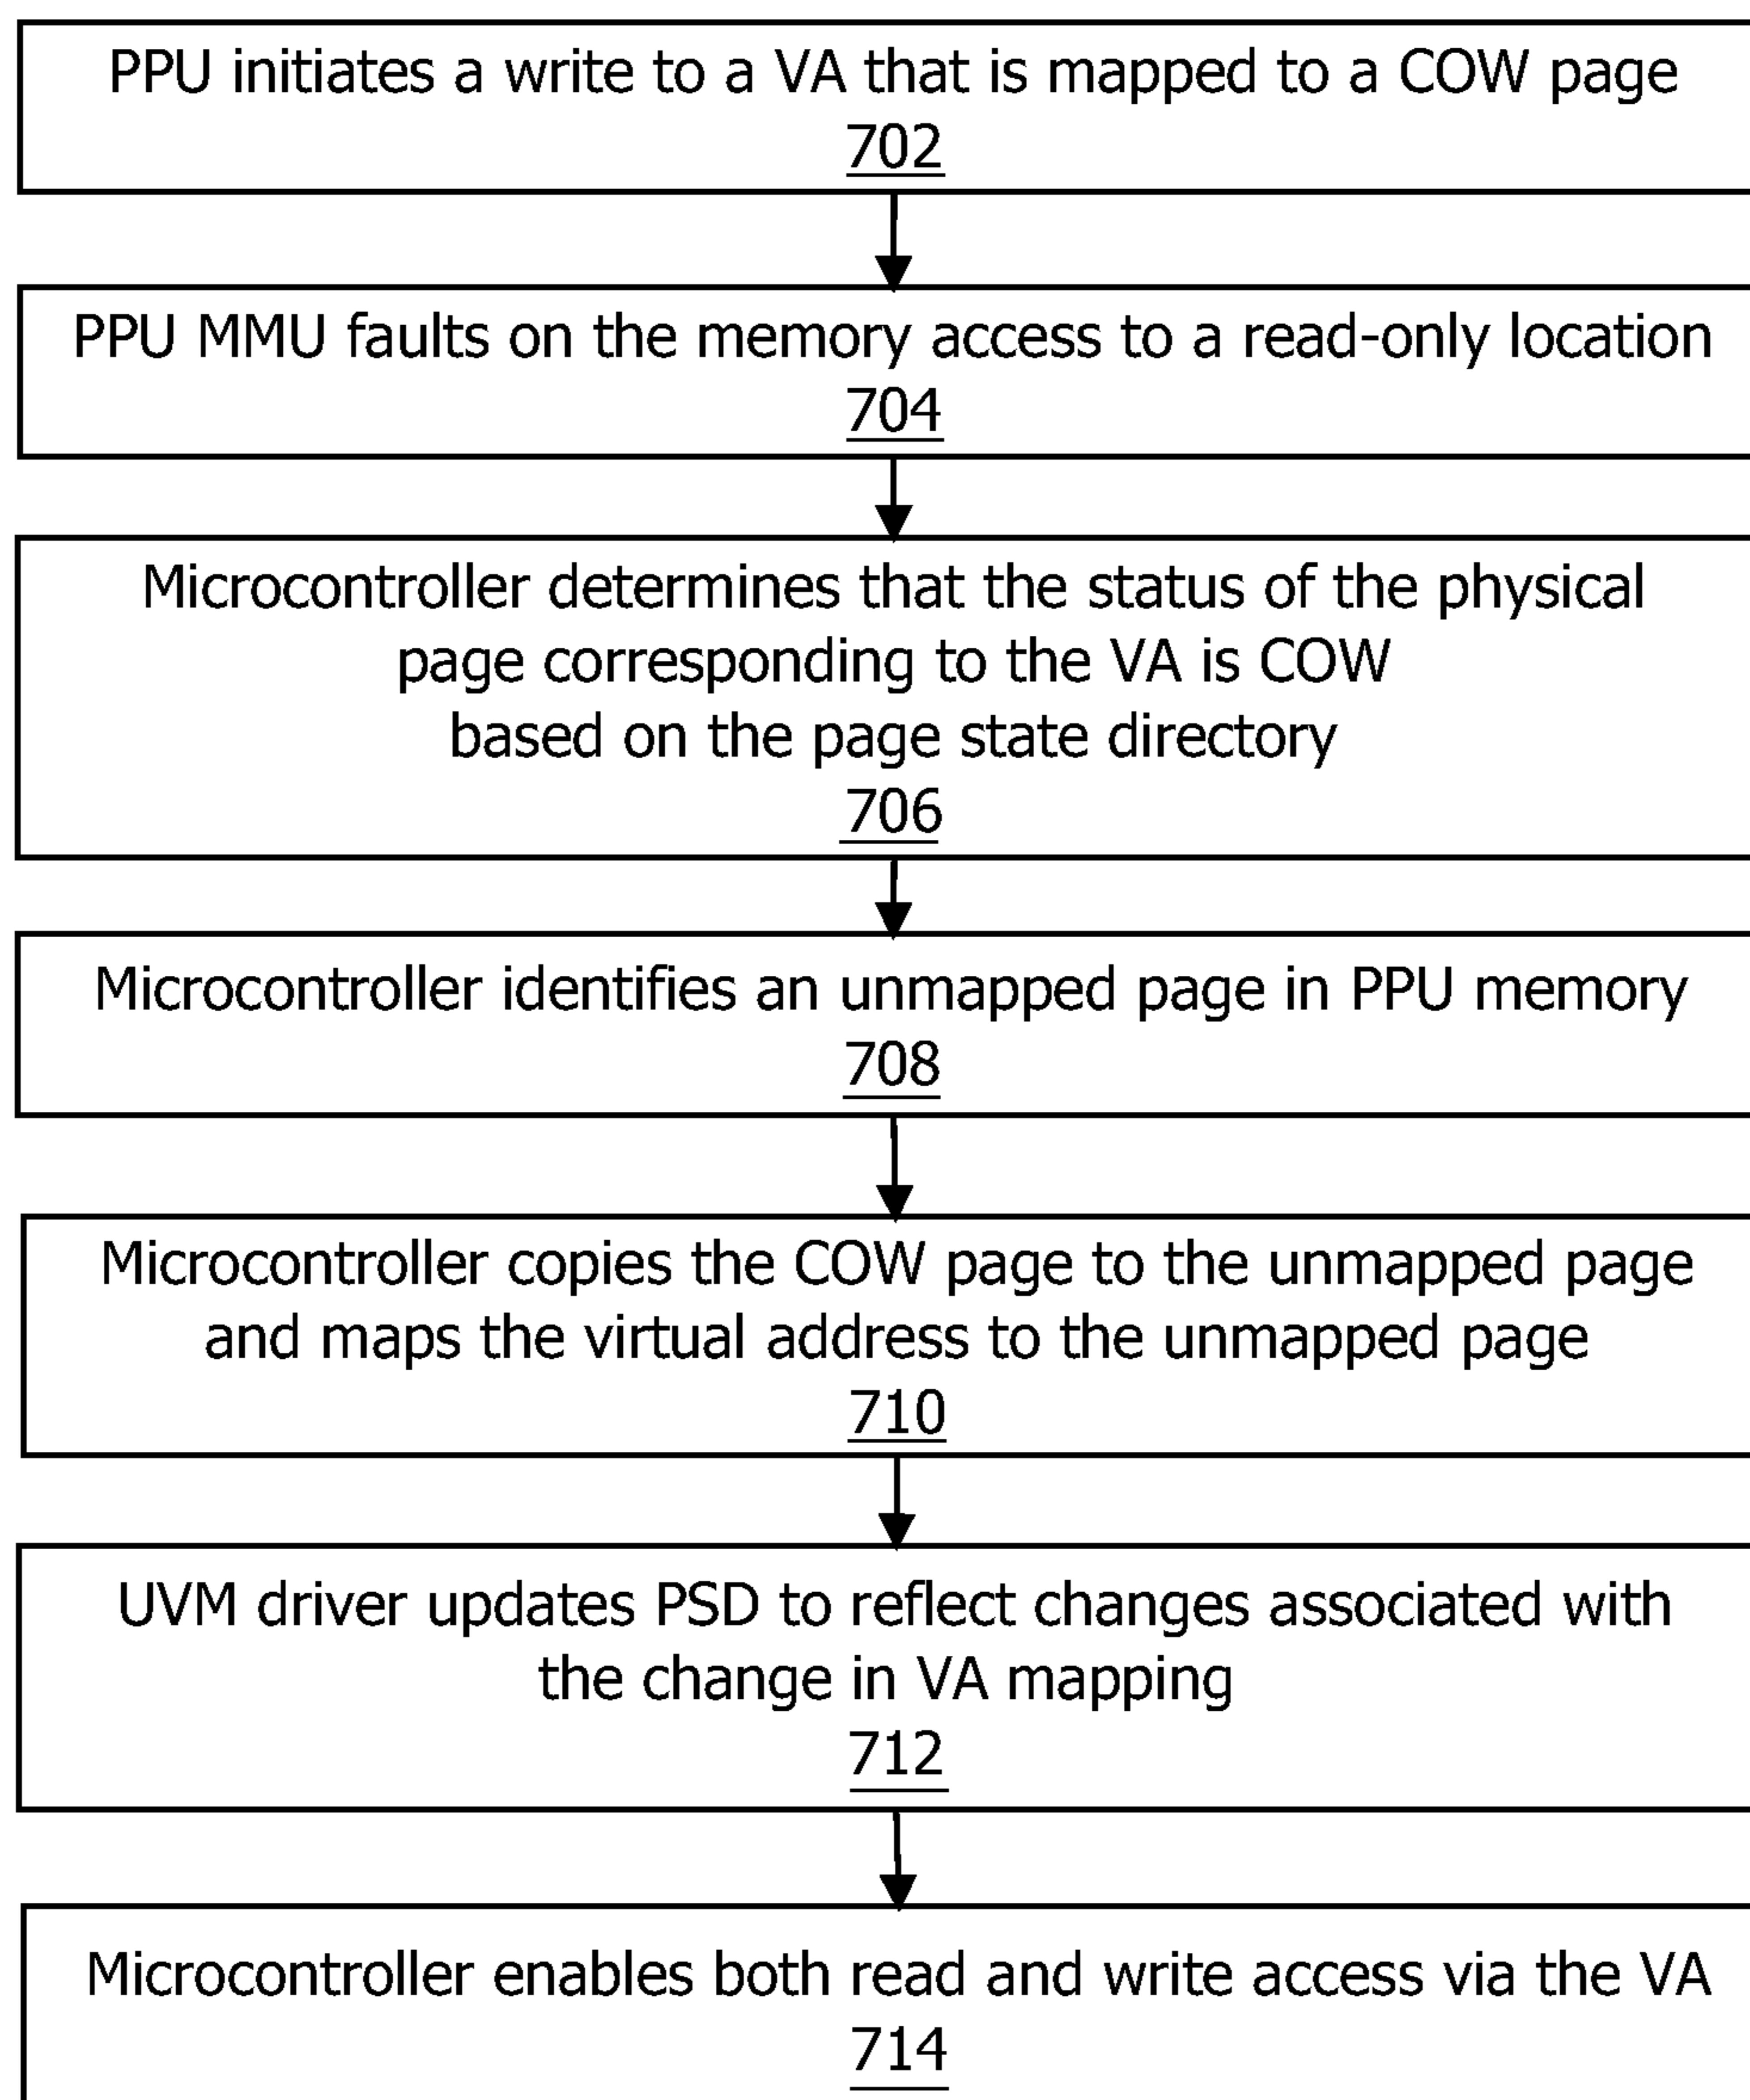 PPU initiates a write to a VA that is mapped to a COW page
702
PPU MMU faults on the memory access to a read-only location
704
Microcontroller determines that the status of the physical
page corresponding to the VA is COW
based on the page state directory
706
Microcontroller identifies an unmapped page in PPU memory
708
Microcontroller copies the COW page to the unmapped page
and maps the virtual address to the unmapped page
710
UVM driver updates PSD to reflect changes associated with
the change in VA mapping
712
Microcontroller enables both read and write access via the VA
714